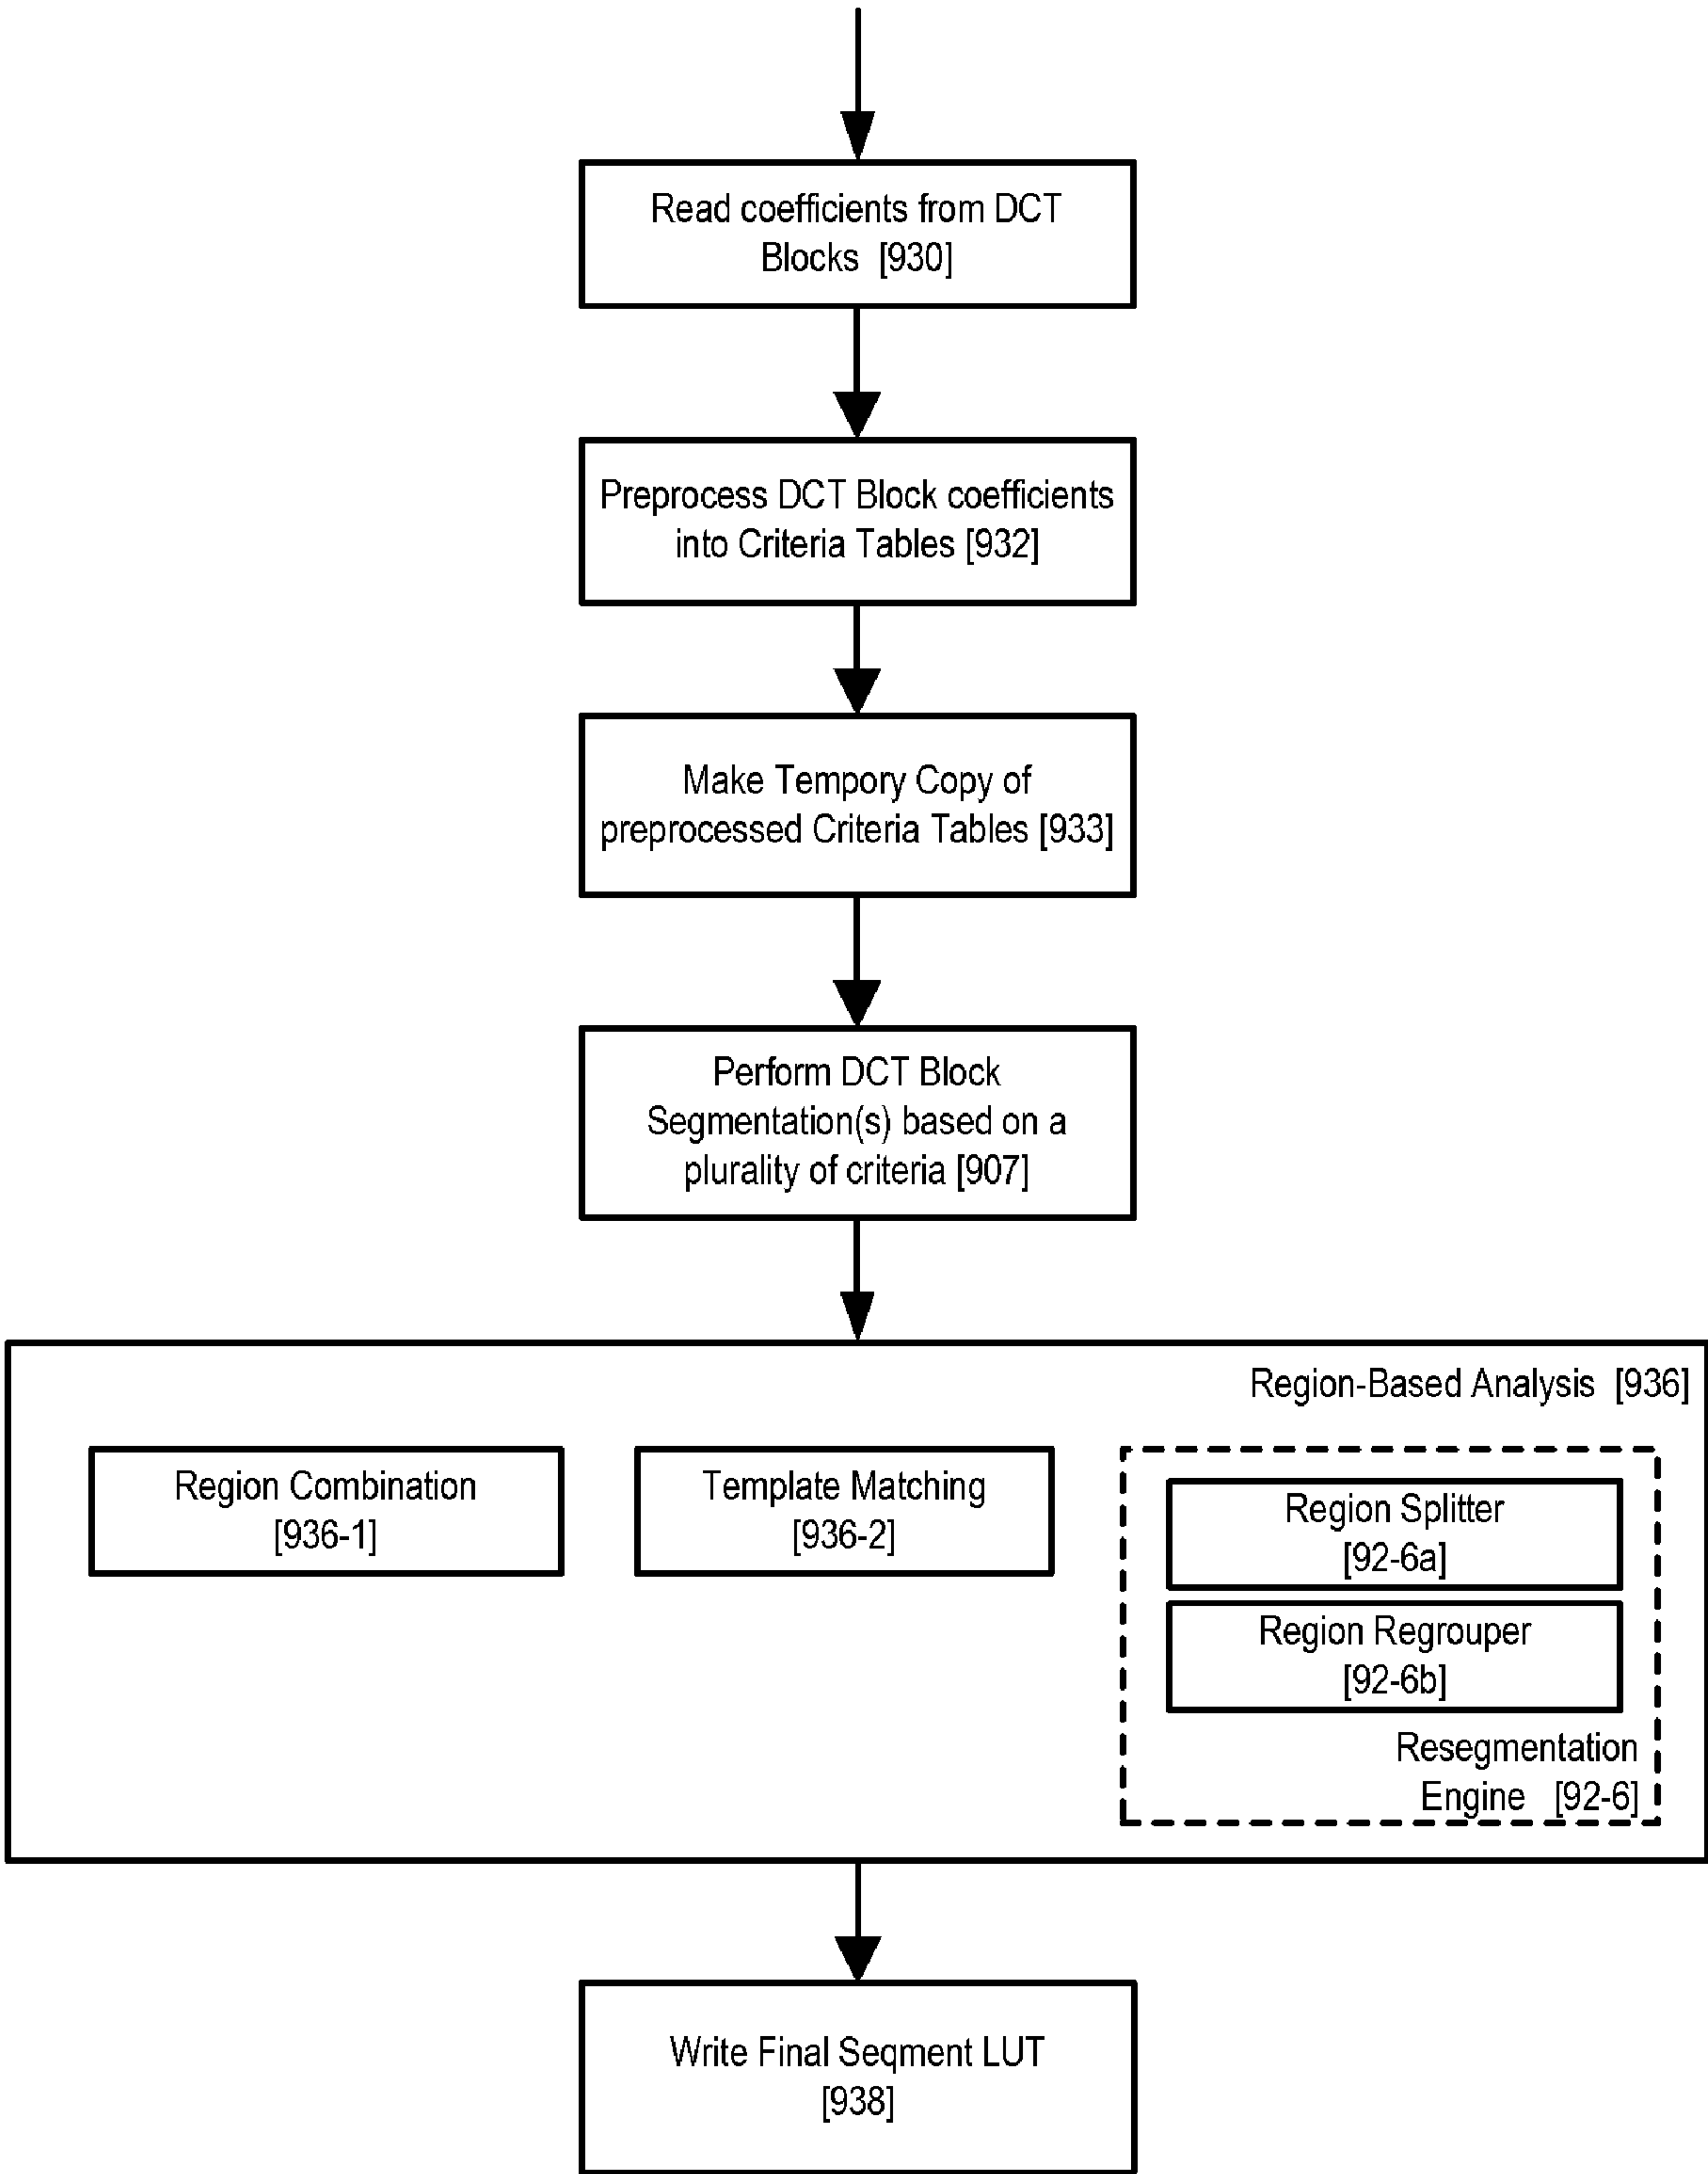 Read coefficients from DCT
Blocks [930]
Preprocess DCT Block coefficients
into Criteria Tables [932]
Make Tempory Copy of
preprocessed Criteria Tables [933]
Perform DCT Block
Segmentation(s) based on a
plurality of criteria [907]
Region-Based Analysis [936]
Region Combination
[936-1]
Template Matching
[936-2]
Region Splitter
[92-6a]
Region Regrouper
[92-6b]
Resegmentation
Engine [92-6]
Write Final Seqment LUT
[938]